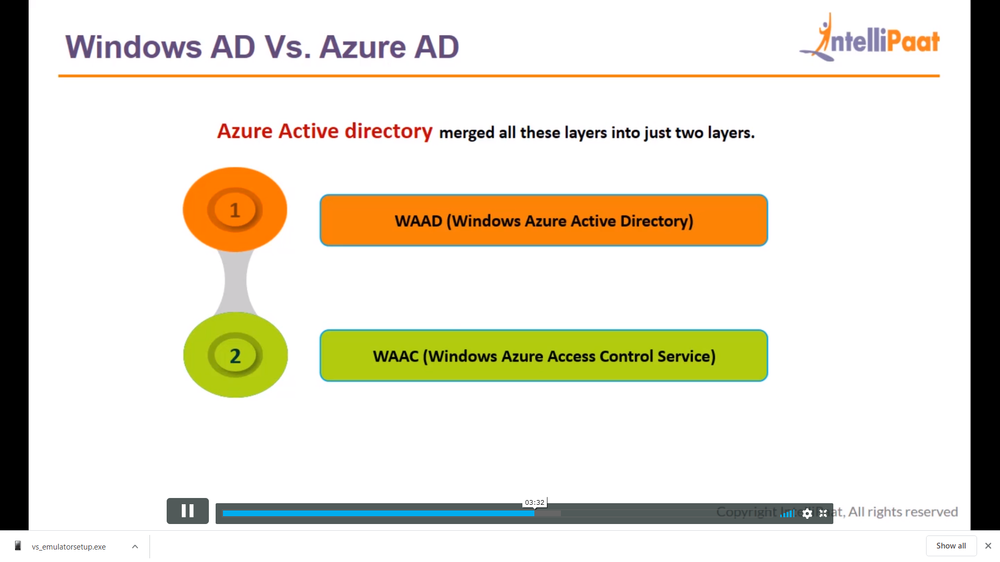 Windows AD Vs. Azure AD
IntelliPaat
Azure Active directory merged all these layers into just two layers.
1
WAAD (Windows Azure Active Directory)
2
WAAC (Windows Azure Access Control Service)
03:32
Copyright IntelliPaat, All rights reserved
vs_emulatorsetup.exe
Show all